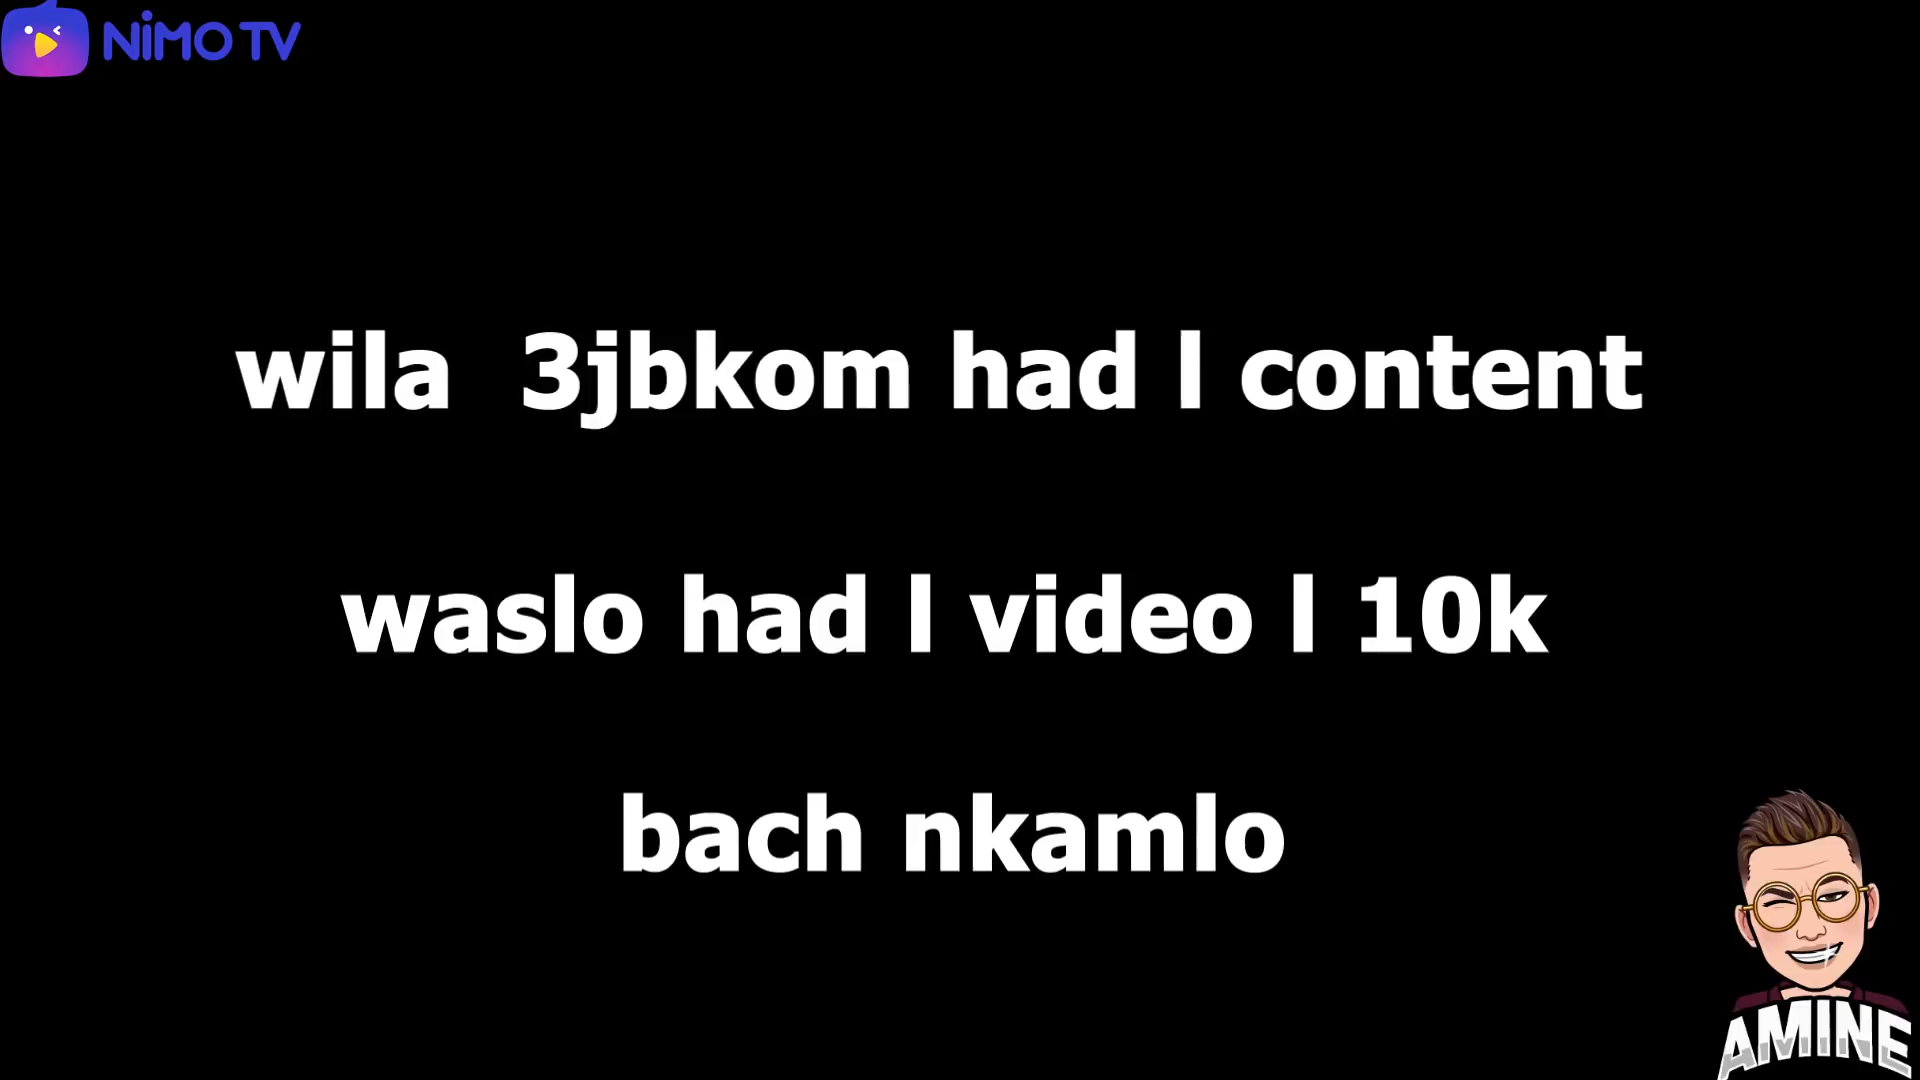 NiMO TV
wila  3jbkom had l content
waslo had l video l 10k
bach nkamlo
AMINE